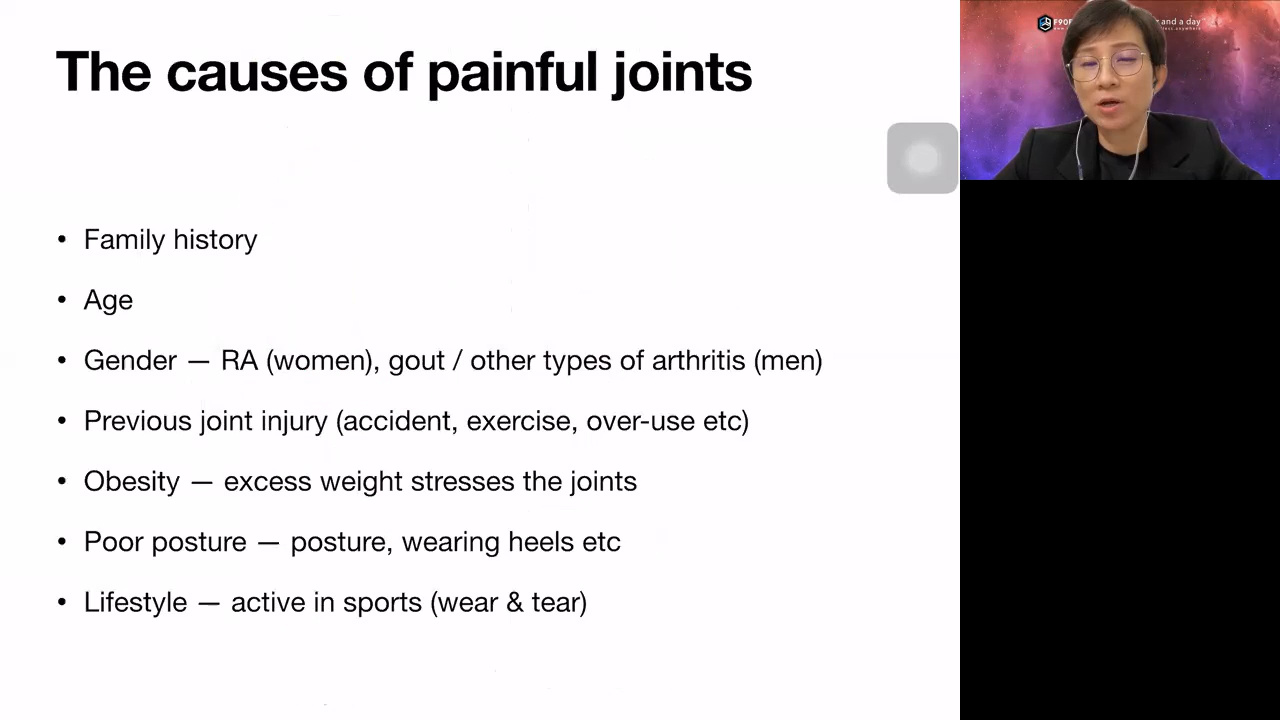 The causes of painful joints
• Family history
• Age
• Gender — RA (women), gout / other types of arthritis (men)
• Previous joint injury (accident, exercise, over-use etc)
• Obesity — excess weight stresses the joints
• Poor posture — posture, wearing heels etc
• Lifestyle — active in sports (wear & tear)
and a day